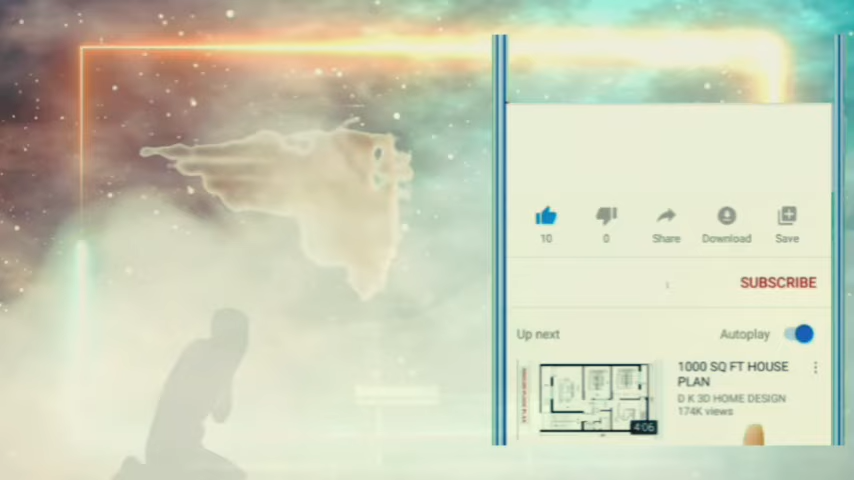 10
0
Share
Download
Save
SUBSCRIBE
Up next
Autoplay
1000 SQ FT HOUSE
PLAN
D K 3D HOME DESIGN
174K views
4:06